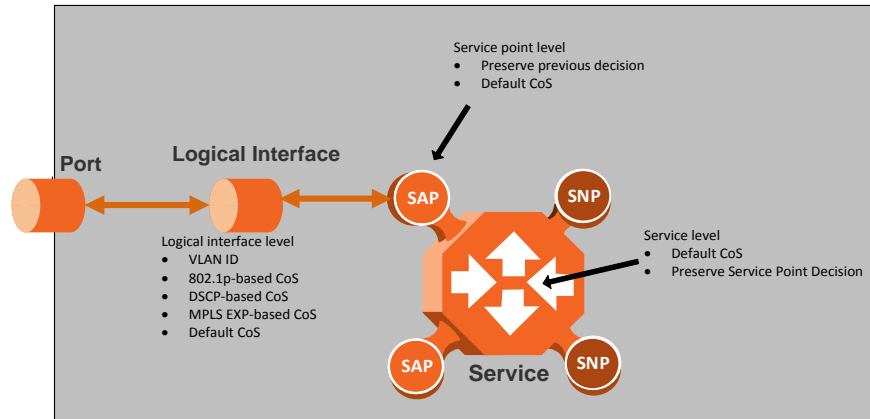 Service point level
• Preserve previous decision
• Default CoS
Port
Logical Interface
SAP
SNP
Logical interface level
• VLAN ID
• 802.1p-based CoS
• DSCP-based CoS
• MPLS EXP-based CoS
• Default CoS
Service level
• Default CoS
• Preserve Service Point Decision
SAP
Service
SNP